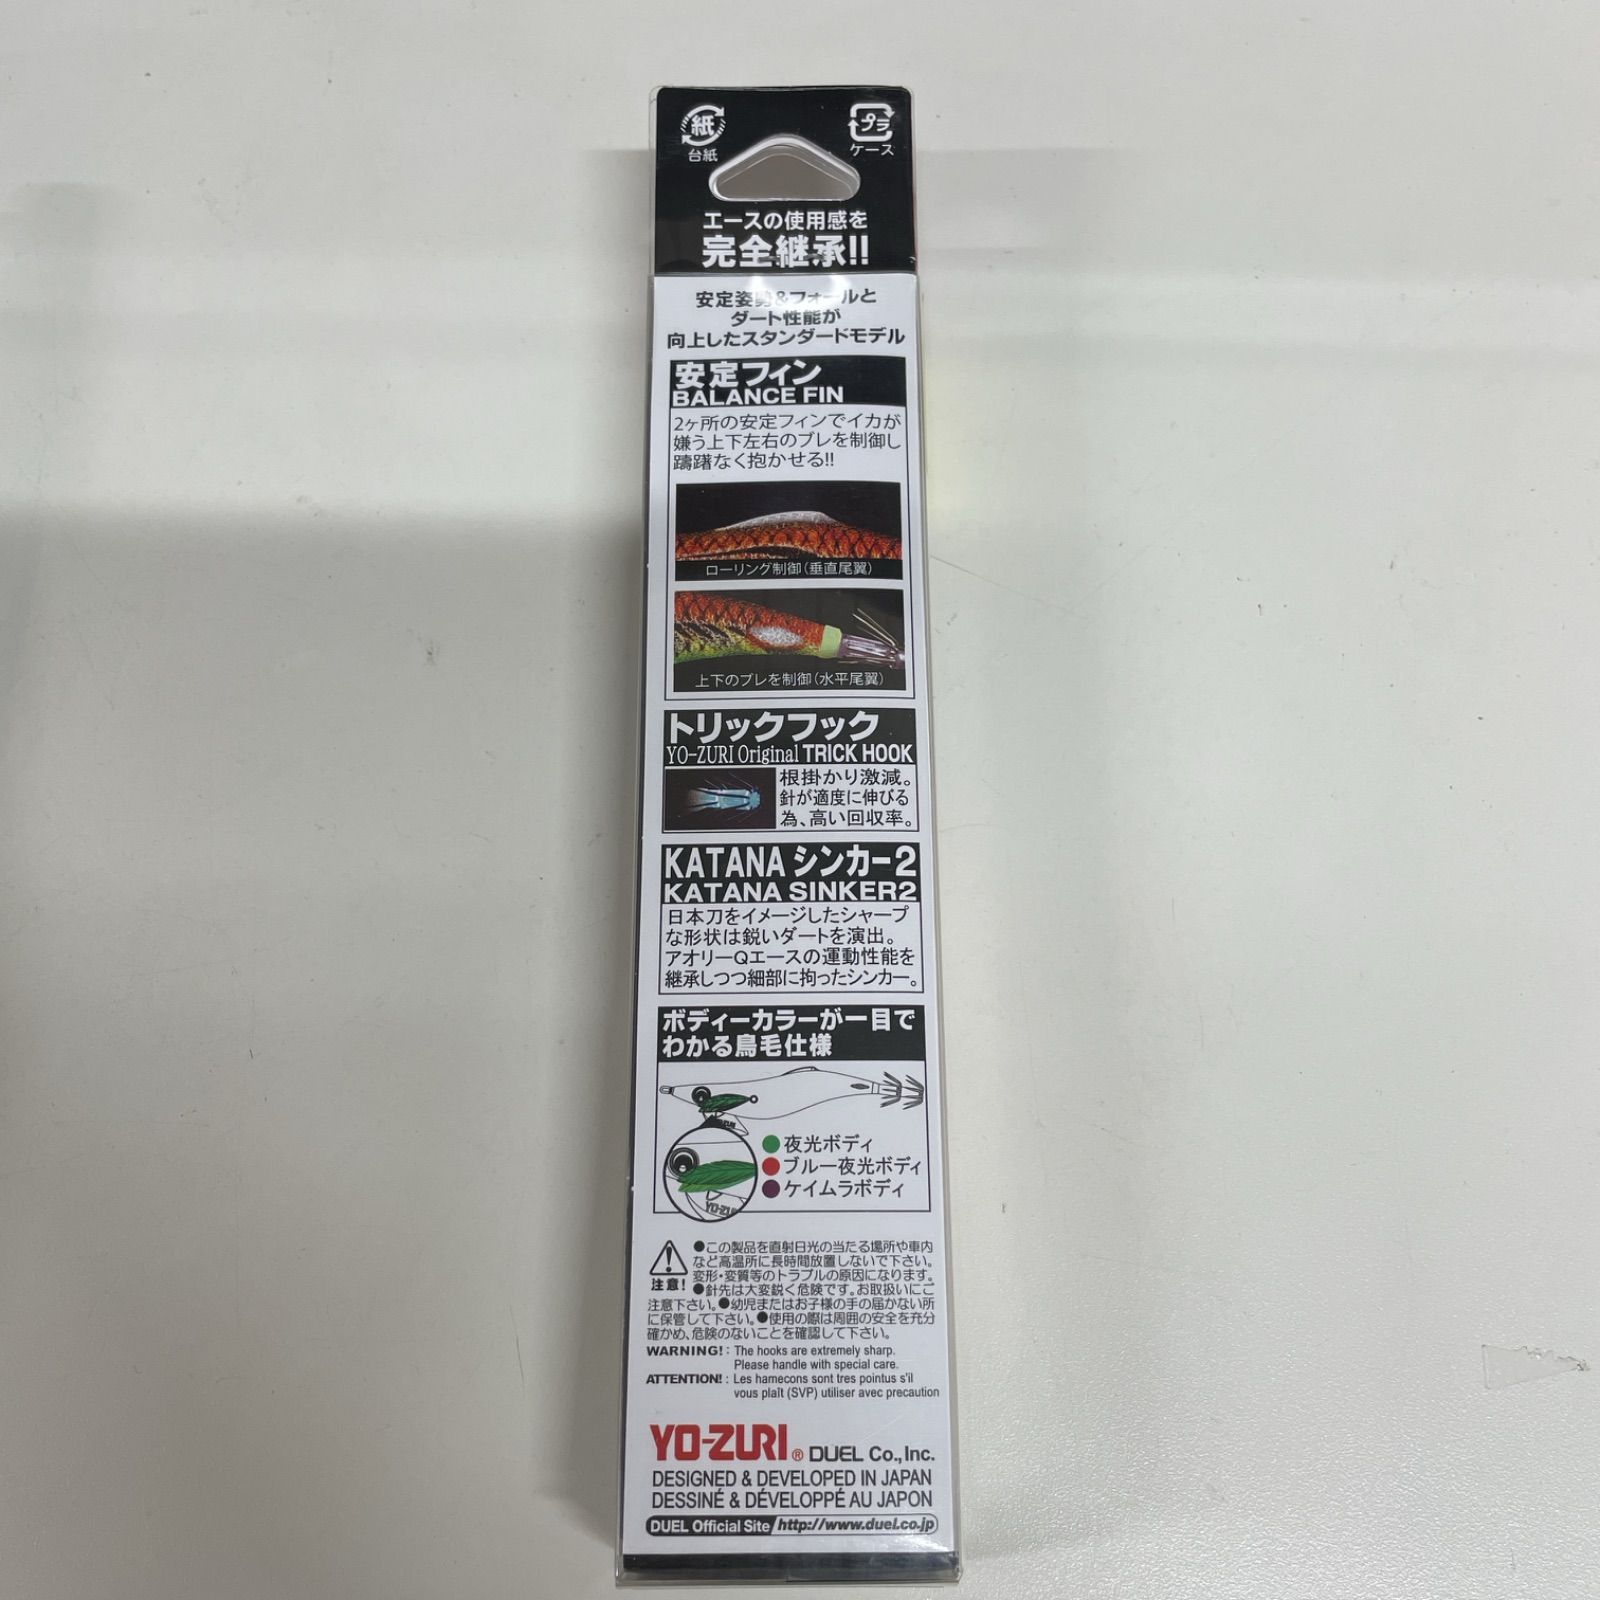 紙
台紙
プラ
ケース
エースの使用感を
完全継承!!
安定姿勢&フォールと
ダート性能が
向上したスタンダードモデル
安定フィン
BALANCE FIN
2ヶ所の安定フィンでイカが
嫌う上下左右のブレを制御し
躊躇なく抱かせる!!
ローリング制御(垂直尾翼)
上下のブレを制御(水平尾翼)
トリックフック
YO-ZURI Original TRICK HOOK
根掛かり激減。
針が適度に伸びる
為、高い回収率。
KATANA シンカー2
KATANA SINKER2
日本刀をイメージしたシャープ
な形状は鋭いダートを演出。
アオリーQエースの運動性能を
継承しつつ細部に拘ったシンカー。
ボディーカラーが一目で
わかる鳥毛仕様
YO-ZURI
●夜光ボディ
●ブルー夜光ボディ
●ケイムラボディ
YO-ZU
●この製品を直射日光の当たる場所や車内
など高温所に長時間放置しないで下さい。
変形・変質等のトラブルの原因になります。
注意!●針先は大変鋭く危険です。お取扱いにご
注意下さい。●幼児またはお子様の手の届かない所
に保管して下さい。●使用の際は周囲の安全を充分
確かめ、危険のないことを確認して下さい。
WARNING!: The hooks are extremely sharp.
Please handle with special care.
ATTENTION!: Les hamecons sont tres pointus s'il
vous plaît (SVP) utiliser avec precaution
YO-ZURI® DUEL Co., Inc.
DESIGNED & DEVELOPED IN JAPAN
DESSINÉ & DÉVELOPPÉ AU JAPON
DUEL Official Site http://www.duel.co.jp